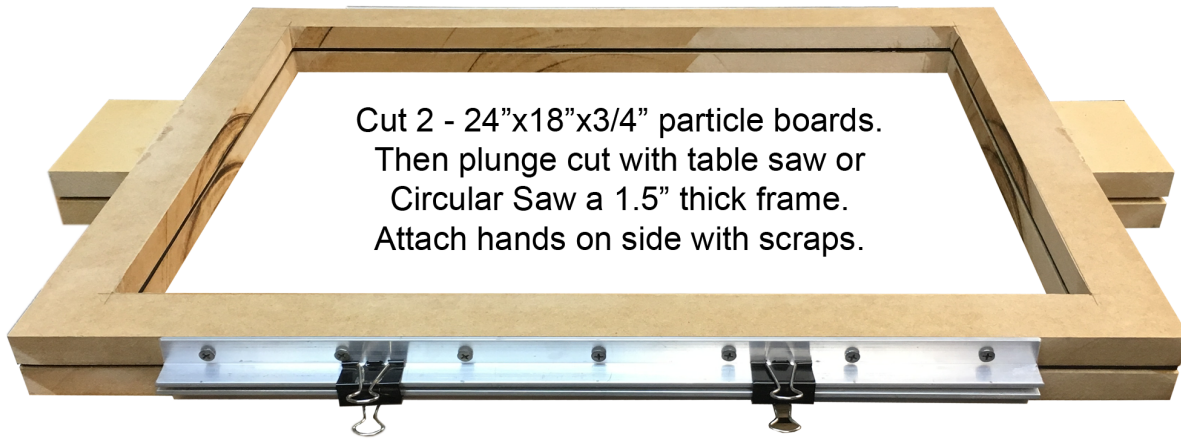 Cut 2 - 24”x18”x3/4” particle boards.
Then plunge cut with table saw or
Circular Saw a 1.5” thick frame.
Attach hands on side with scraps.